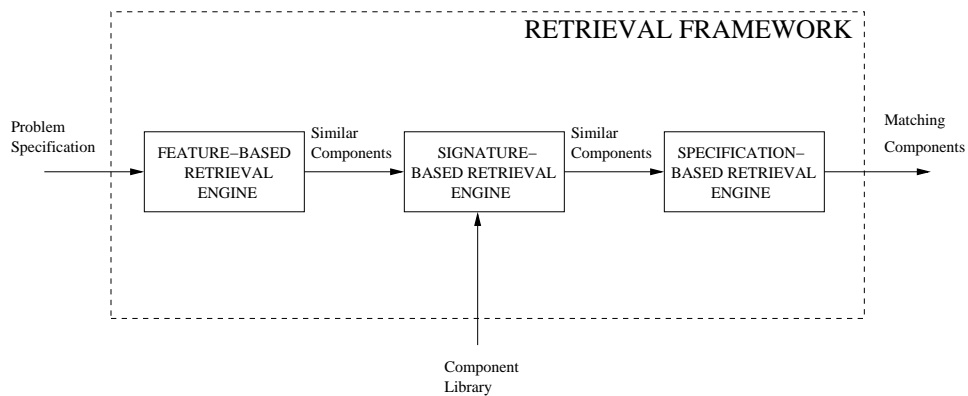 RETRIEVAL FRAMEWORK
Problem
Specification
FEATURE−BASED
RETRIEVAL
ENGINE
Similar
Components
SIGNATURE−
BASED RETRIEVAL
ENGINE
Similar
Components
SPECIFICATION−
BASED RETRIEVAL
ENGINE
Matching
Components
Component
Library